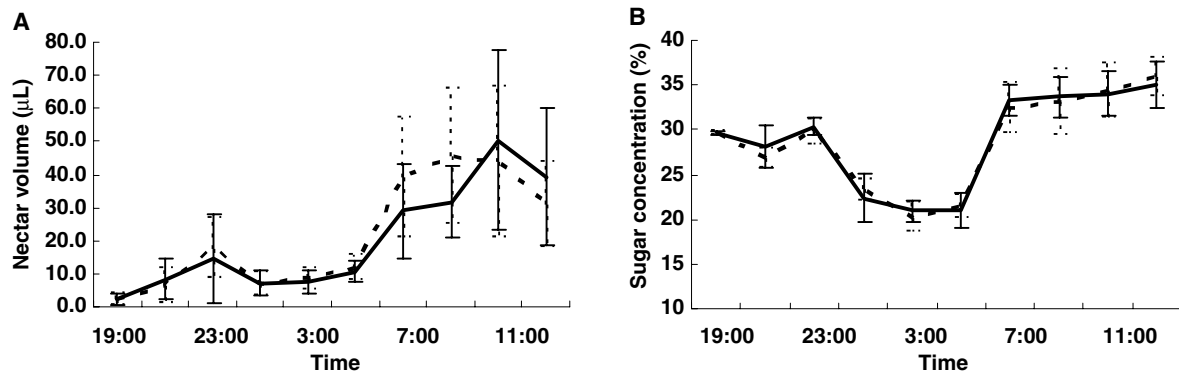 A
Nectar volume (μL)
80.0
70.0
60.0
50.0
40.0
30.0
20.0
10.0
0.0
19:00 23:00 3:00 7:00 11:00
Time
B
Sugar concentration (%)
40
35
30
25
20
15
10
19:00 23:00 3:00 7:00 11:00
Time